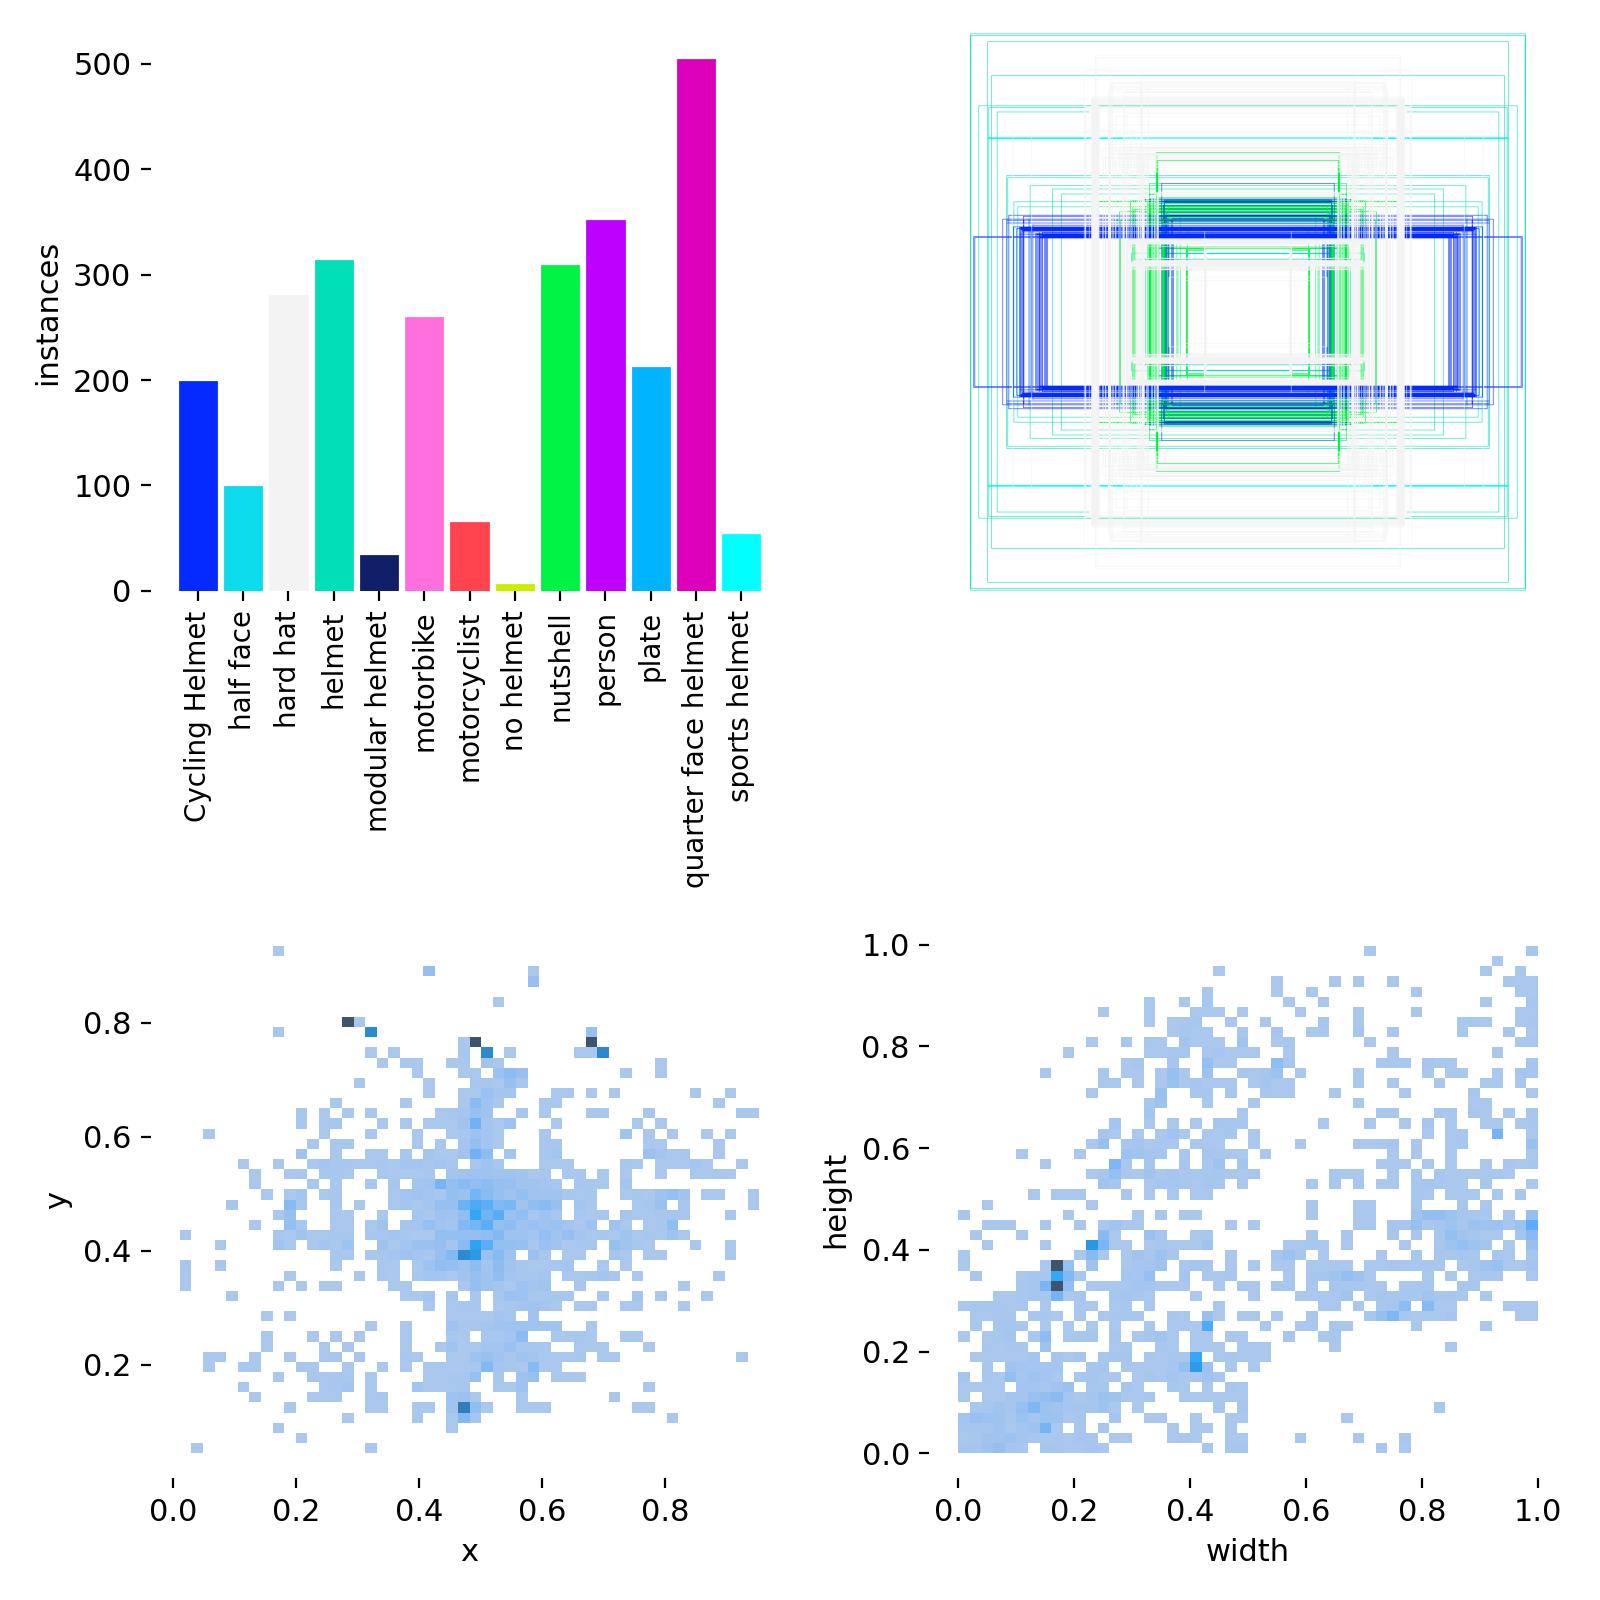 instances
500
400
300
200
100
0
Cycling Helmet
half face
hard hat
helmet
modular helmet
motorbike
motorcyclist
no helmet
nutshell
person
plate
quarter face helmet
sports helmet
y
0.8
0.6
0.4
0.2
0.0 0.2 0.4 0.6 0.8
x
height
1.0
0.8
0.6
0.4
0.2
0.0
0.0 0.2 0.4 0.6 0.8 1.0
width